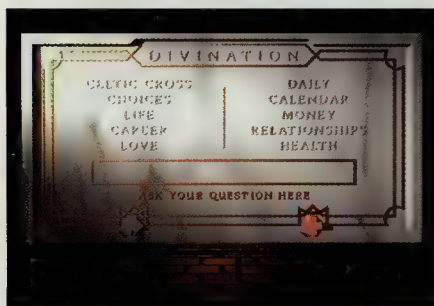 DIVINATION
CELTIC CROSS
CHOICES
LIFE
CAREER
LOVE
DAILY
CALENDAR
MONEY
RELATIONSHIPS
HEALTH
ASK YOUR QUESTION HERE